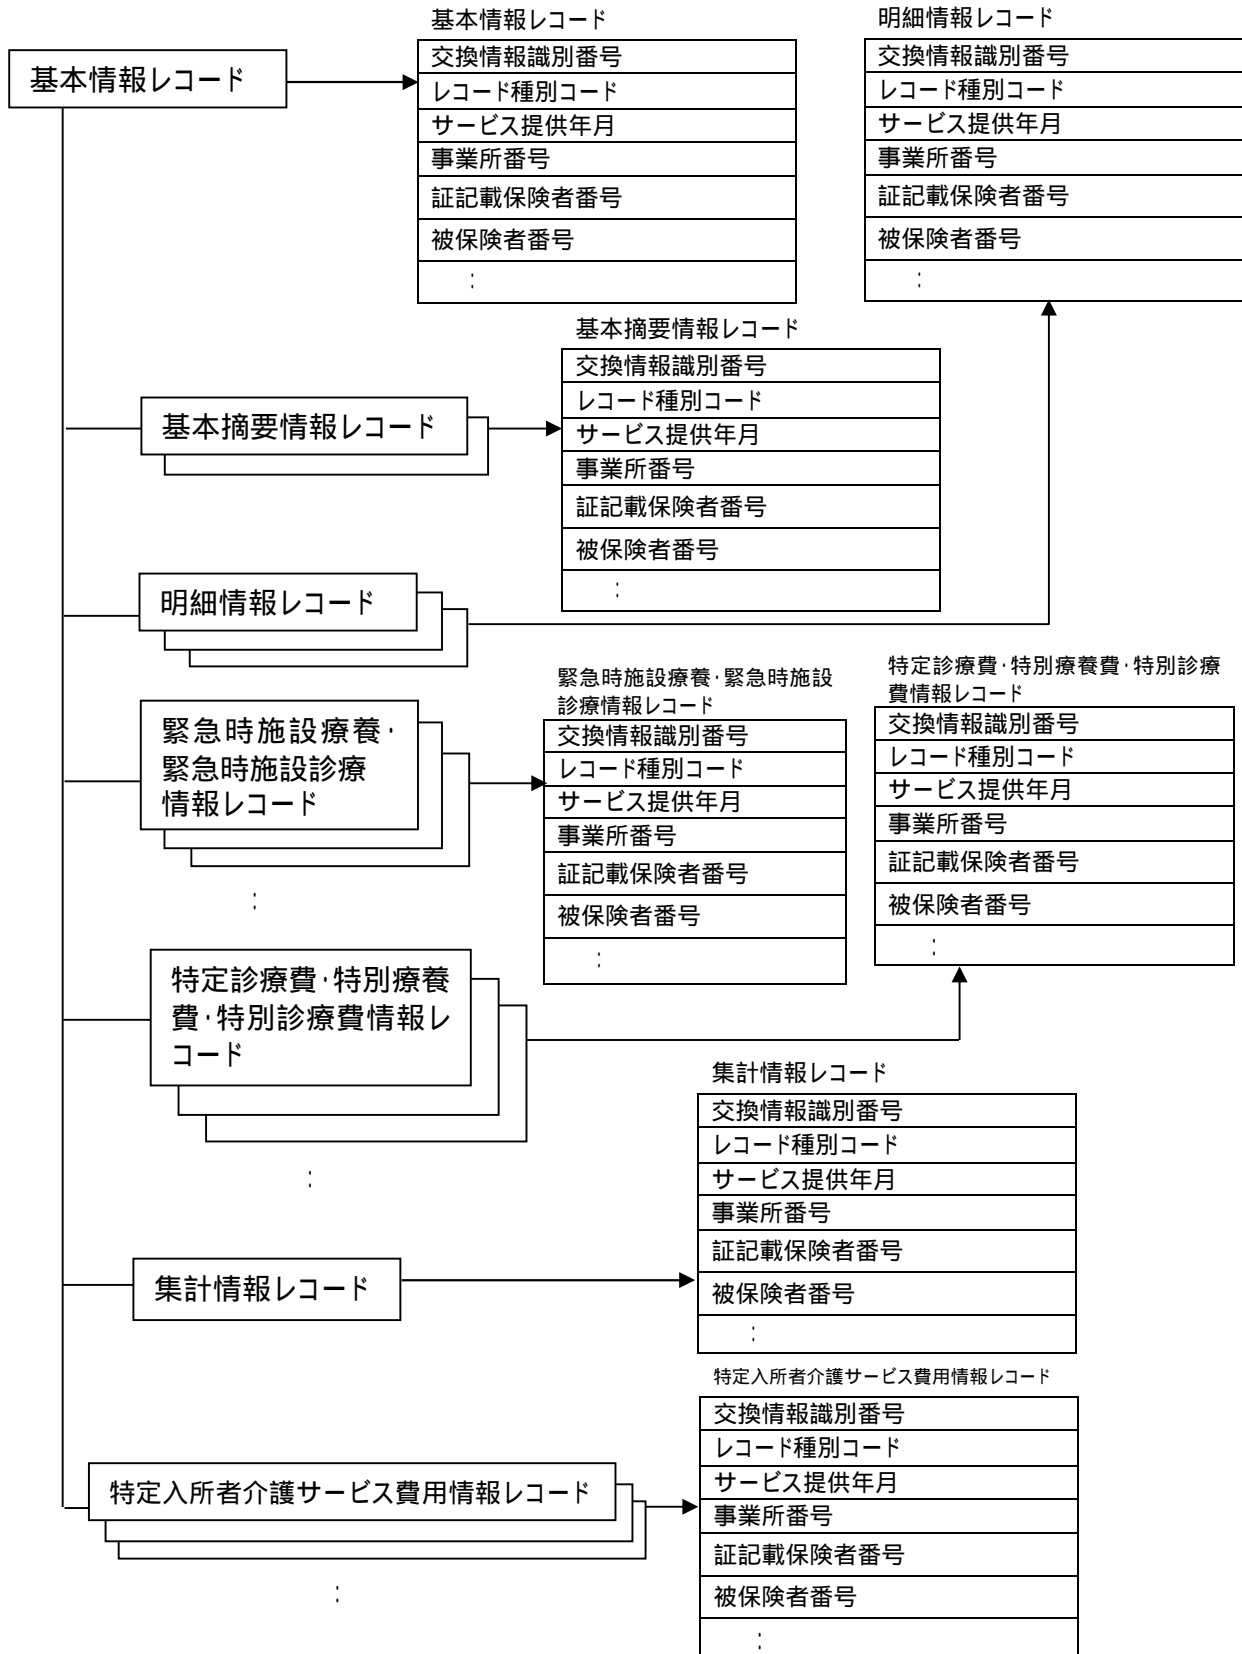 基本情報レコード
基本情報レコード
交換情報識別番号
レコード種別コード
サービス提供年月
事業所番号
証記載保険者番号
被保険者番号
:
明細情報レコード
交換情報識別番号
レコード種別コード
サービス提供年月
事業所番号
証記載保険者番号
被保険者番号
:
基本摘要情報レコード
基本摘要情報レコード
交換情報識別番号
レコード種別コード
サービス提供年月
事業所番号
証記載保険者番号
被保険者番号
:
明細情報レコード
緊急時施設療養・
緊急時施設診療
情報レコード
:
緊急時施設療養・緊急時施設
診療情報レコード
交換情報識別番号
レコード種別コード
サービス提供年月
事業所番号
証記載保険者番号
被保険者番号
:
特定診療費・特別療養費・特別診療
費情報レコード
交換情報識別番号
レコード種別コード
サービス提供年月
事業所番号
証記載保険者番号
被保険者番号
:
特定診療費・特別療養
費・特別診療費情報レ
コード
:
集計情報レコード
集計情報レコード
交換情報識別番号
レコード種別コード
サービス提供年月
事業所番号
証記載保険者番号
被保険者番号
:
特定入所者介護サービス費用情報レコード
:
特定入所者介護サービス費用情報レコード
交換情報識別番号
レコード種別コード
サービス提供年月
事業所番号
証記載保険者番号
被保険者番号
: